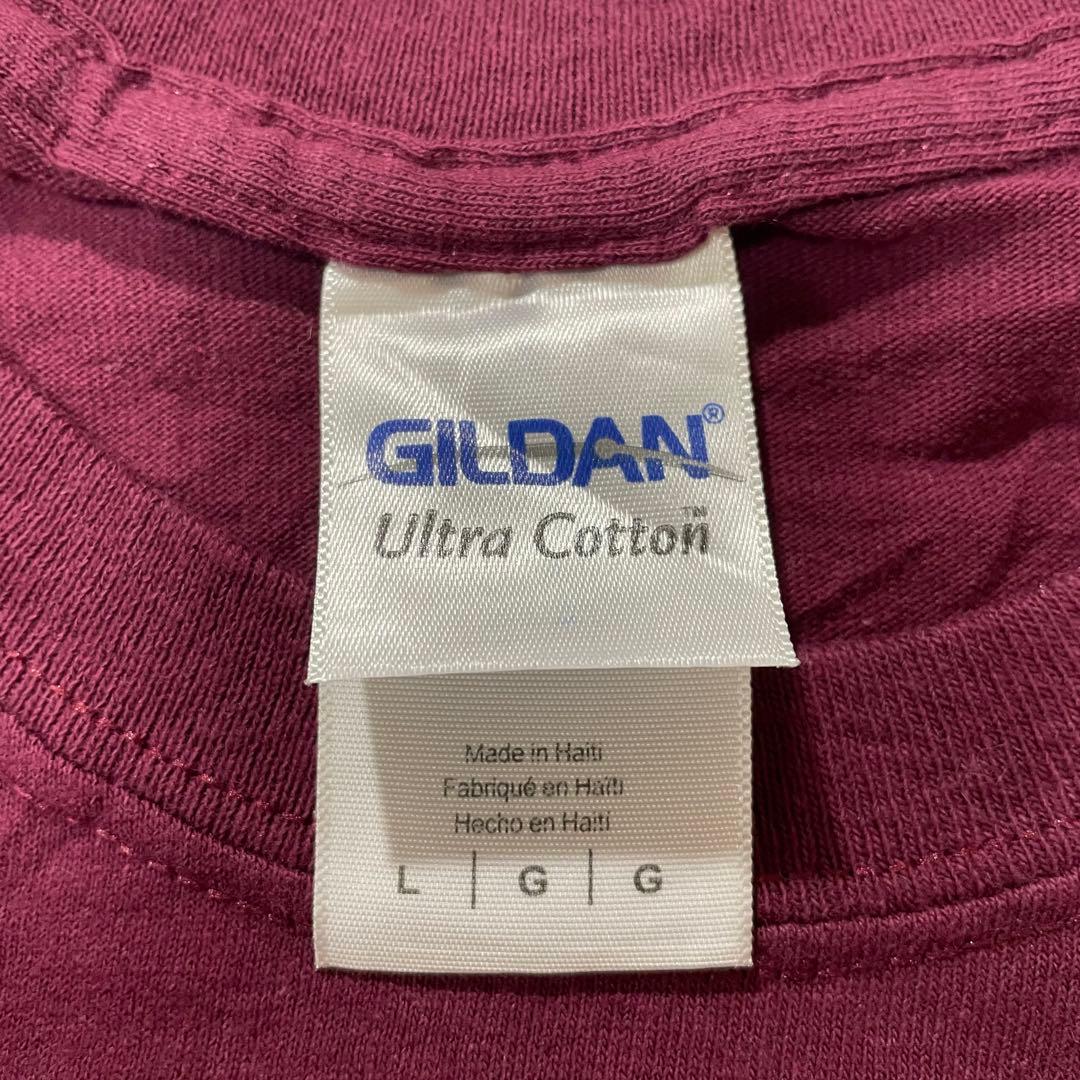 GILDAN®
Ultra Cotton™
Made in Haiti
Fabriqué en Haïti
Hecho en Haití
L | G | G